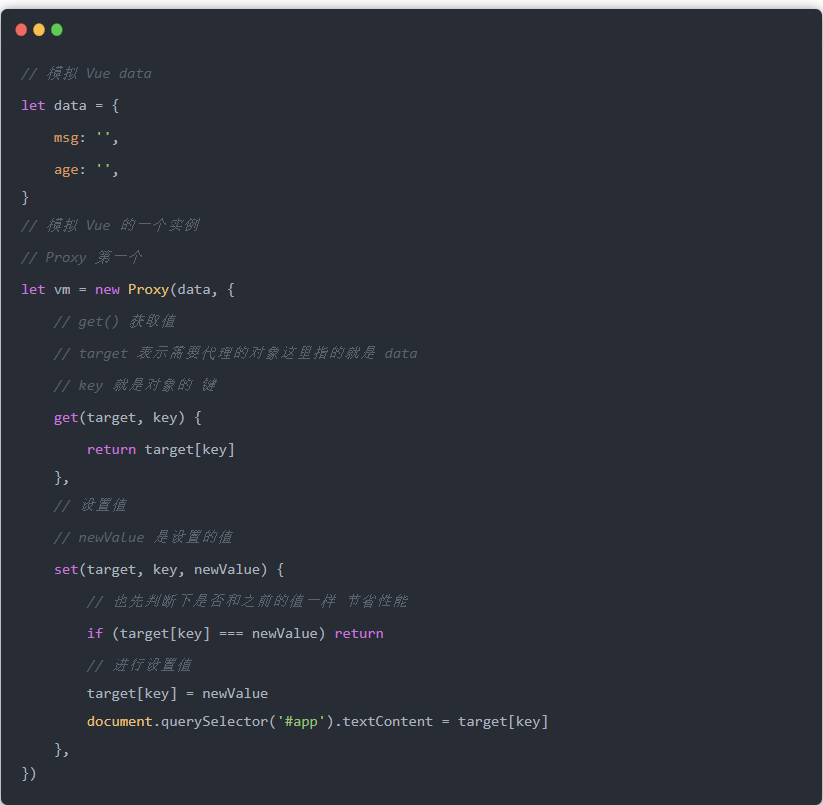 // 模拟 Vue data
let data = {
    msg: '',
    age: '',
}
// 模拟 Vue 的一个实例
// Proxy 第一个
let vm = new Proxy(data, {
    // get() 获取值
    // target 表示需要代理的对象这里指的就是 data
    // key 就是对象的 键
    get(target, key) {
        return target[key]
    },
    // 设置值
    // newValue 是设置的值
    set(target, key, newValue) {
        // 也先判断下是否和之前的值一样 节省性能
        if (target[key] === newValue) return
        // 进行设置值
        target[key] = newValue
        document.querySelector('#app').textContent = target[key]
    },
})